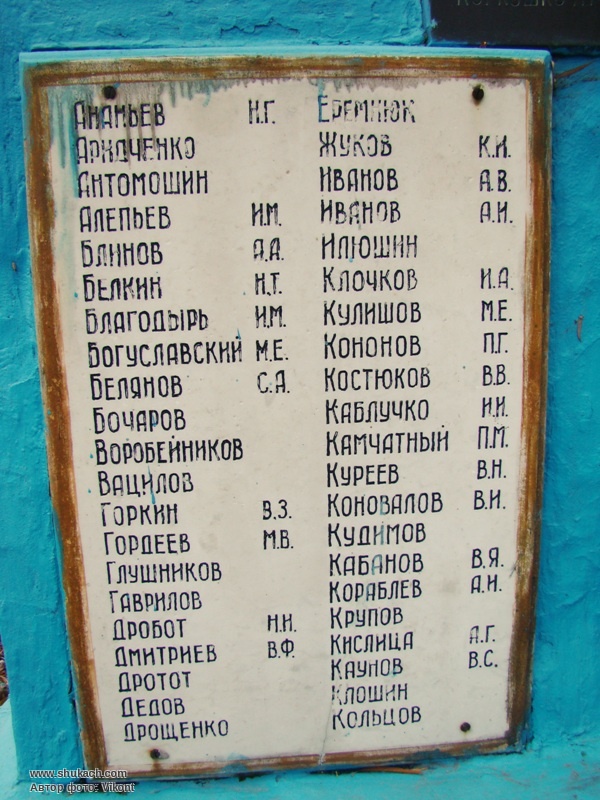 Ананьев Н.Г.
Аридченко
Антомошин
Алепьев И.М.
Блинов А.А.
Белкин Н.Т.
Благодырь И.М.
Богуславский М.Е.
Белянов С.А.
Бочаров
Воробейников
Вацилов
Горкин В.З.
Гордеев М.В.
Глушников
Гаврилов
Дробот Н.И.
Дмитриев В.Ф.
Дротот
Дедов
Дрощенко
Еремнюк
Жуков К.И.
Иванов А.В.
Иванов А.И.
Илюшин
Клочков И.А.
Кулишов М.Е.
Кононов П.Г.
Костюков В.В.
Каблучко И.И.
Камчатный П.М.
Куреев В.Н.
Коновалов В.И.
Кудимов
Кабанов В.Я.
Кораблев А.И.
Крупов
Кислица А.Г.
Каунов В.С.
Клошин
Кольцов
www.shukach.com
Автор фото: Vikont